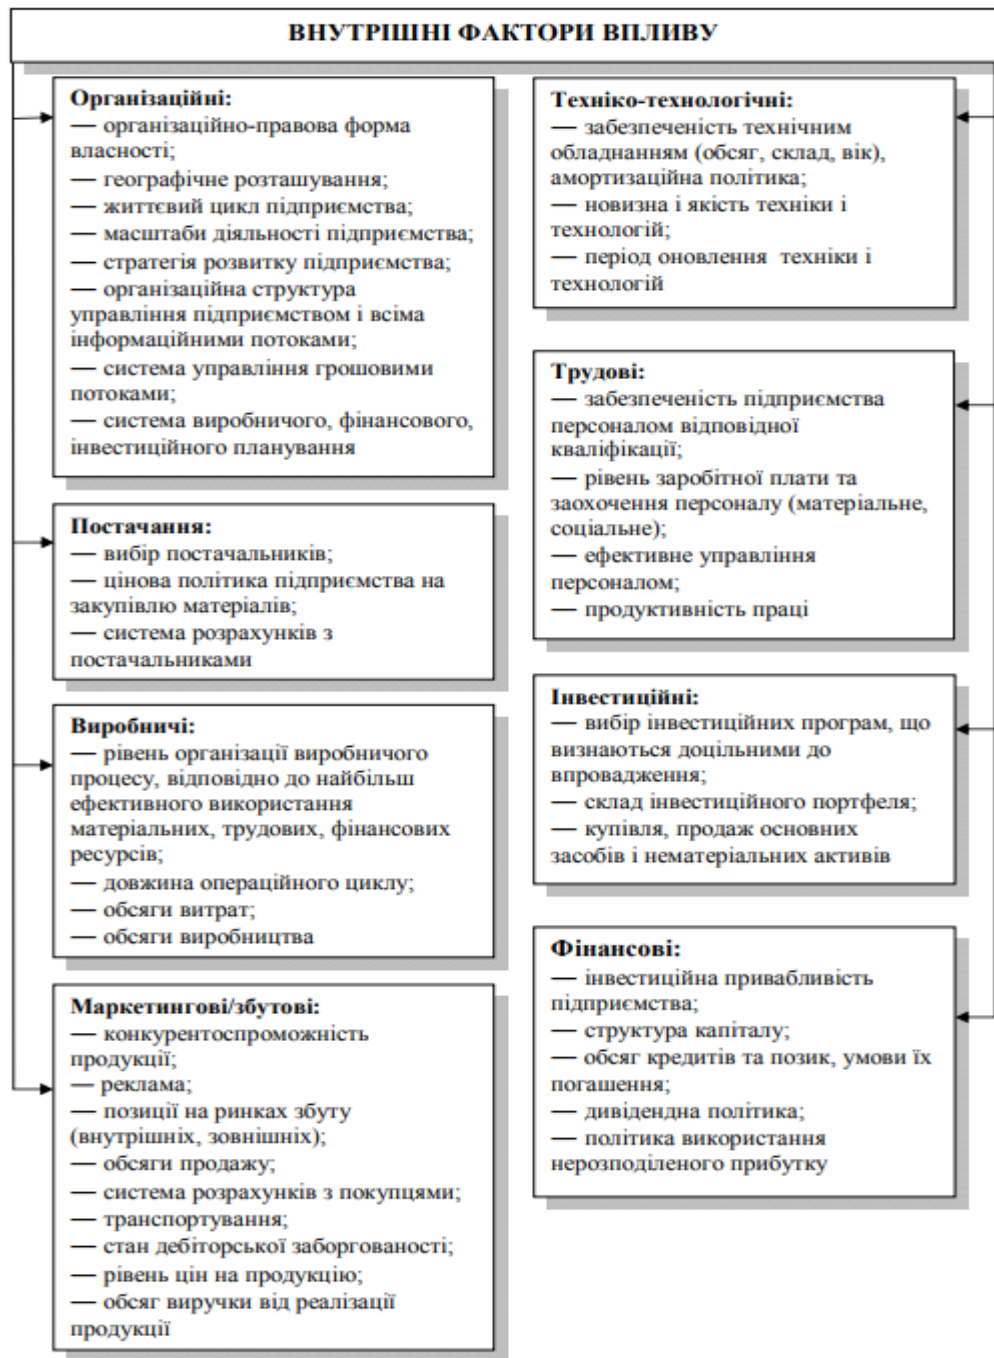 ВНУТРІШНІ ФАКТОРИ ВПЛИВУ
Організаційні:
— організаційно-правова форма
власності;
— географічне розташування;
— життєвий цикл підприємства;
— масштаби діяльності підприємства;
— стратегія розвитку підприємства;
— організаційна структура
управління підприємством і всіма
інформаційними потоками;
— система управління грошовими
потоками;
— система виробничого, фінансового,
інвестиційного планування
Постачання:
— вибір постачальників;
— цінова політика підприємства на
закупівлю матеріалів;
— система розрахунків з
постачальниками
Виробничі:
— рівень організації виробничого
процесу, відповідно до найбільш
ефективного використання
матеріальних, трудових, фінансових
ресурсів;
— довжина операційного циклу;
— обсяги витрат;
— обсяги виробництва
Маркетингові/збутові:
— конкурентоспроможність
продукції;
— реклама;
— позиції на ринках збуту
(внутрішніх, зовнішніх);
— обсяги продажу;
— система розрахунків з покупцями;
— транспортування;
— стан дебіторської заборгованості;
— рівень цін на продукцію;
— обсяг виручки від реалізації
продукції
Техніко-технологічні:
— забезпеченість технічним
обладнанням (обсяг, склад, вік),
амортизаційна політика;
— новизна і якість техніки і
технологій;
— період оновлення техніки і
технологій
Трудові:
— забезпеченість підприємства
персоналом відповідної
кваліфікації;
— рівень заробітної плати та
заохочення персоналу (матеріальне,
соціальне);
— ефективне управління
персоналом;
— продуктивність праці
Інвестиційні:
— вибір інвестиційних програм, що
визнаються доцільними до
впровадження;
— склад інвестиційного портфеля;
— купівля, продаж основних
засобів і нематеріальних активів
Фінансові:
— інвестиційна привабливість
підприємства;
— структура капіталу;
— обсяг кредитів та позик, умови їх
погашення;
— дивідендна політика;
— політика використання
нерозподіленого прибутку